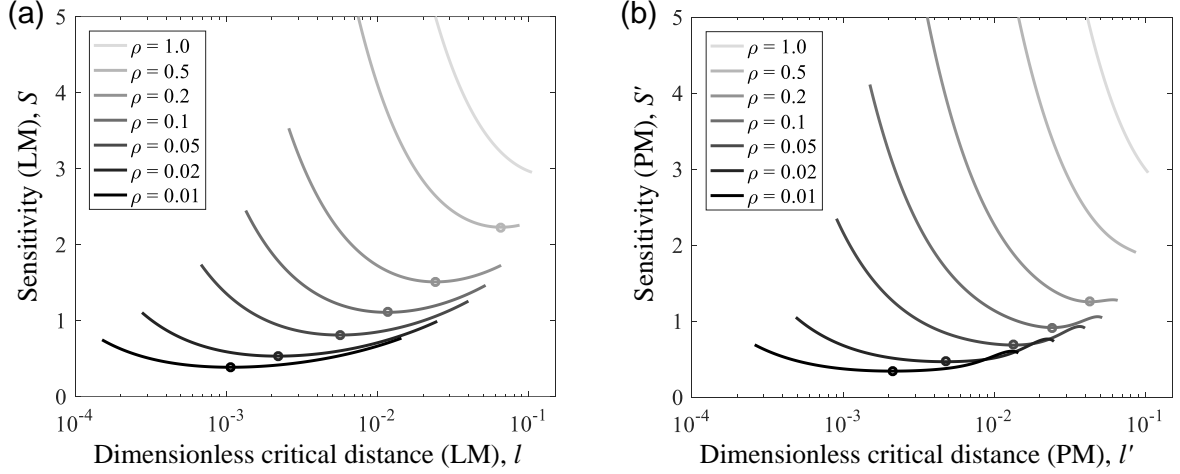 (a)
Sensitivity (LM), S
5
4
3
2
1
0
ρ = 1.0
ρ = 0.5
ρ = 0.2
ρ = 0.1
ρ = 0.05
ρ = 0.02
ρ = 0.01
10⁻⁴ 10⁻³ 10⁻² 10⁻¹
Dimensionless critical distance (LM), l
(b)
Sensitivity (PM), S'
5
4
3
2
1
0
ρ = 1.0
ρ = 0.5
ρ = 0.2
ρ = 0.1
ρ = 0.05
ρ = 0.02
ρ = 0.01
10⁻⁴ 10⁻³ 10⁻² 10⁻¹
Dimensionless critical distance (PM), l'